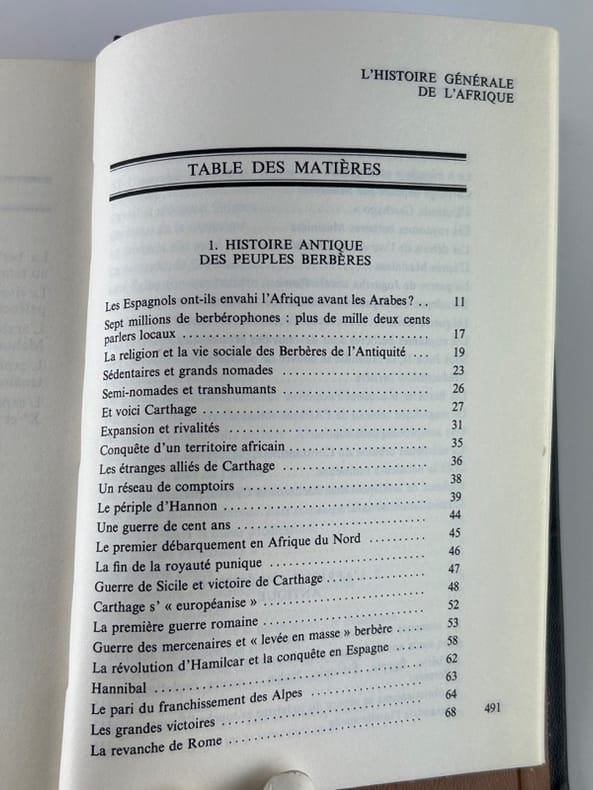 L'HISTOIRE GÉNÉRALE
DE L'AFRIQUE
TABLE DES MATIÈRES
1. HISTOIRE ANTIQUE
DES PEUPLES BERBÈRES
Les Espagnols ont-ils envahi l'Afrique avant les Arabes ? .. 11
Sept millions de berbérophones : plus de mille deux cents
parlers locaux .................................... 17
La religion et la vie sociale des Berbères de l'Antiquité ... 19
Sédentaires et grands nomades ...................... 23
Semi-nomades et transhumants ...................... 26
Et voici Carthage ................................. 27
Expansion et rivalités ............................. 31
Conquête d'un territoire africain ..................... 35
Les étranges alliés de Carthage ...................... 36
Un réseau de comptoirs ............................ 38
Le périple d'Hannon ............................... 39
Une guerre de cent ans ............................. 44
Le premier débarquement en Afrique du Nord ......... 45
La fin de la royauté punique ........................ 46
Guerre de Sicile et victoire de Carthage ............... 47
Carthage s' « européanise » ......................... 48
La première guerre romaine ......................... 52
Guerre des mercenaires et « levée en masse » berbère ..... 53
La révolution d'Hamilcar et la conquête en Espagne ..... 58
Hannibal ........................................ 62
Le pari du franchissement des Alpes .................. 63
Les grandes victoires .............................. 64
La revanche de Rome .............................. 68
491